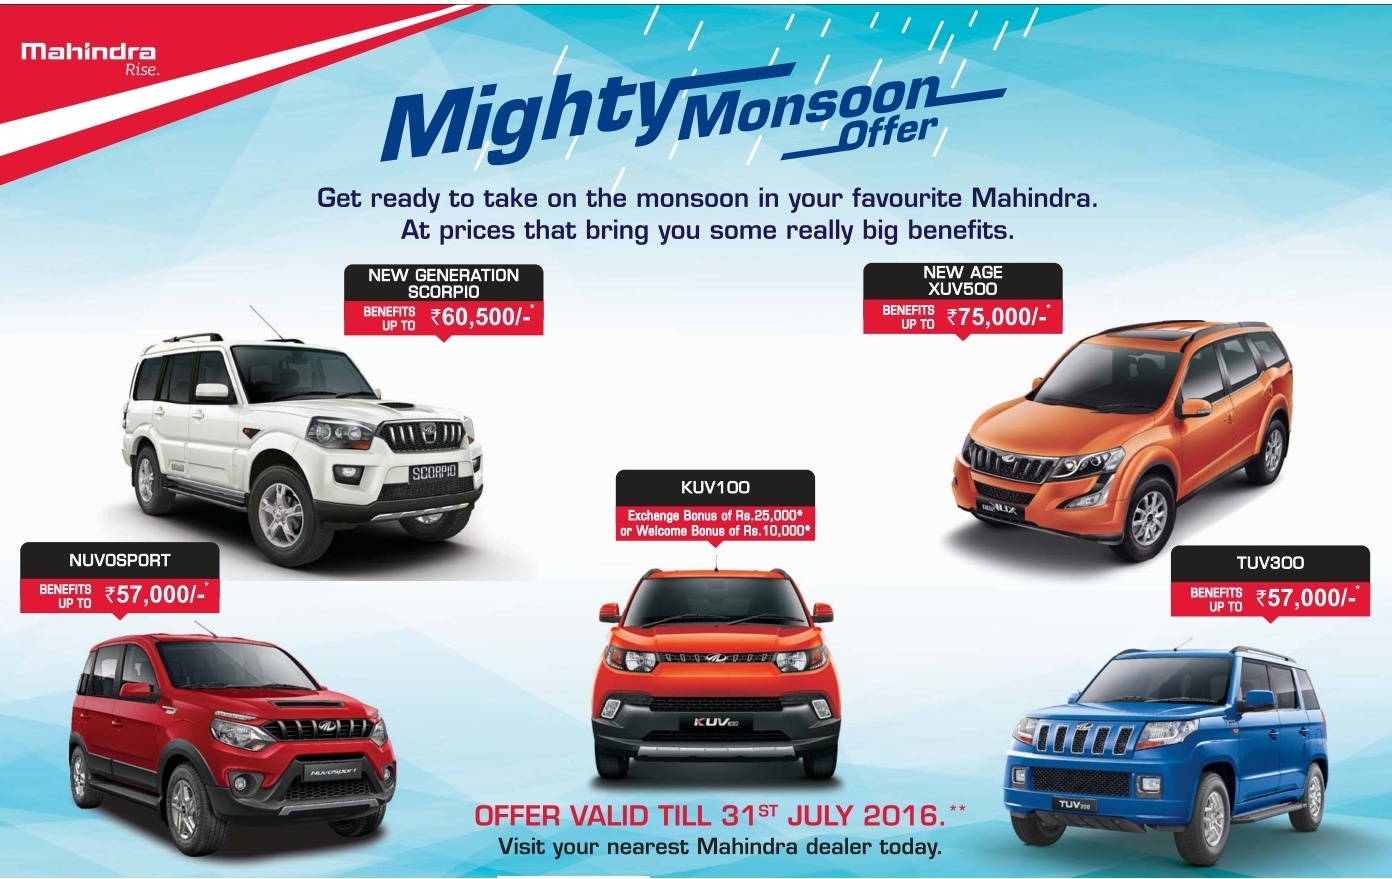 Mahindra
Rise.
Mighty Monsoon
Offer
Get ready to take on the monsoon in your favourite Mahindra.
At prices that bring you some really big benefits.
NEW GENERATION
SCORPIO
BENEFITS
UP TO ₹60,500/-*
NEW AGE
XUV500
BENEFITS
UP TO ₹75,000/-*
SCORPIO
KUV100
Exchange Bonus of Rs.25,000*
or Welcome Bonus of Rs.10,000*
NUVOSPORT
BENEFITS
UP TO ₹57,000/-*
TUV300
BENEFITS
UP TO ₹57,000/-*
KUV100
NUVOSPORT
TUV300
OFFER VALID TILL 31ST JULY 2016.**
Visit your nearest Mahindra dealer today.